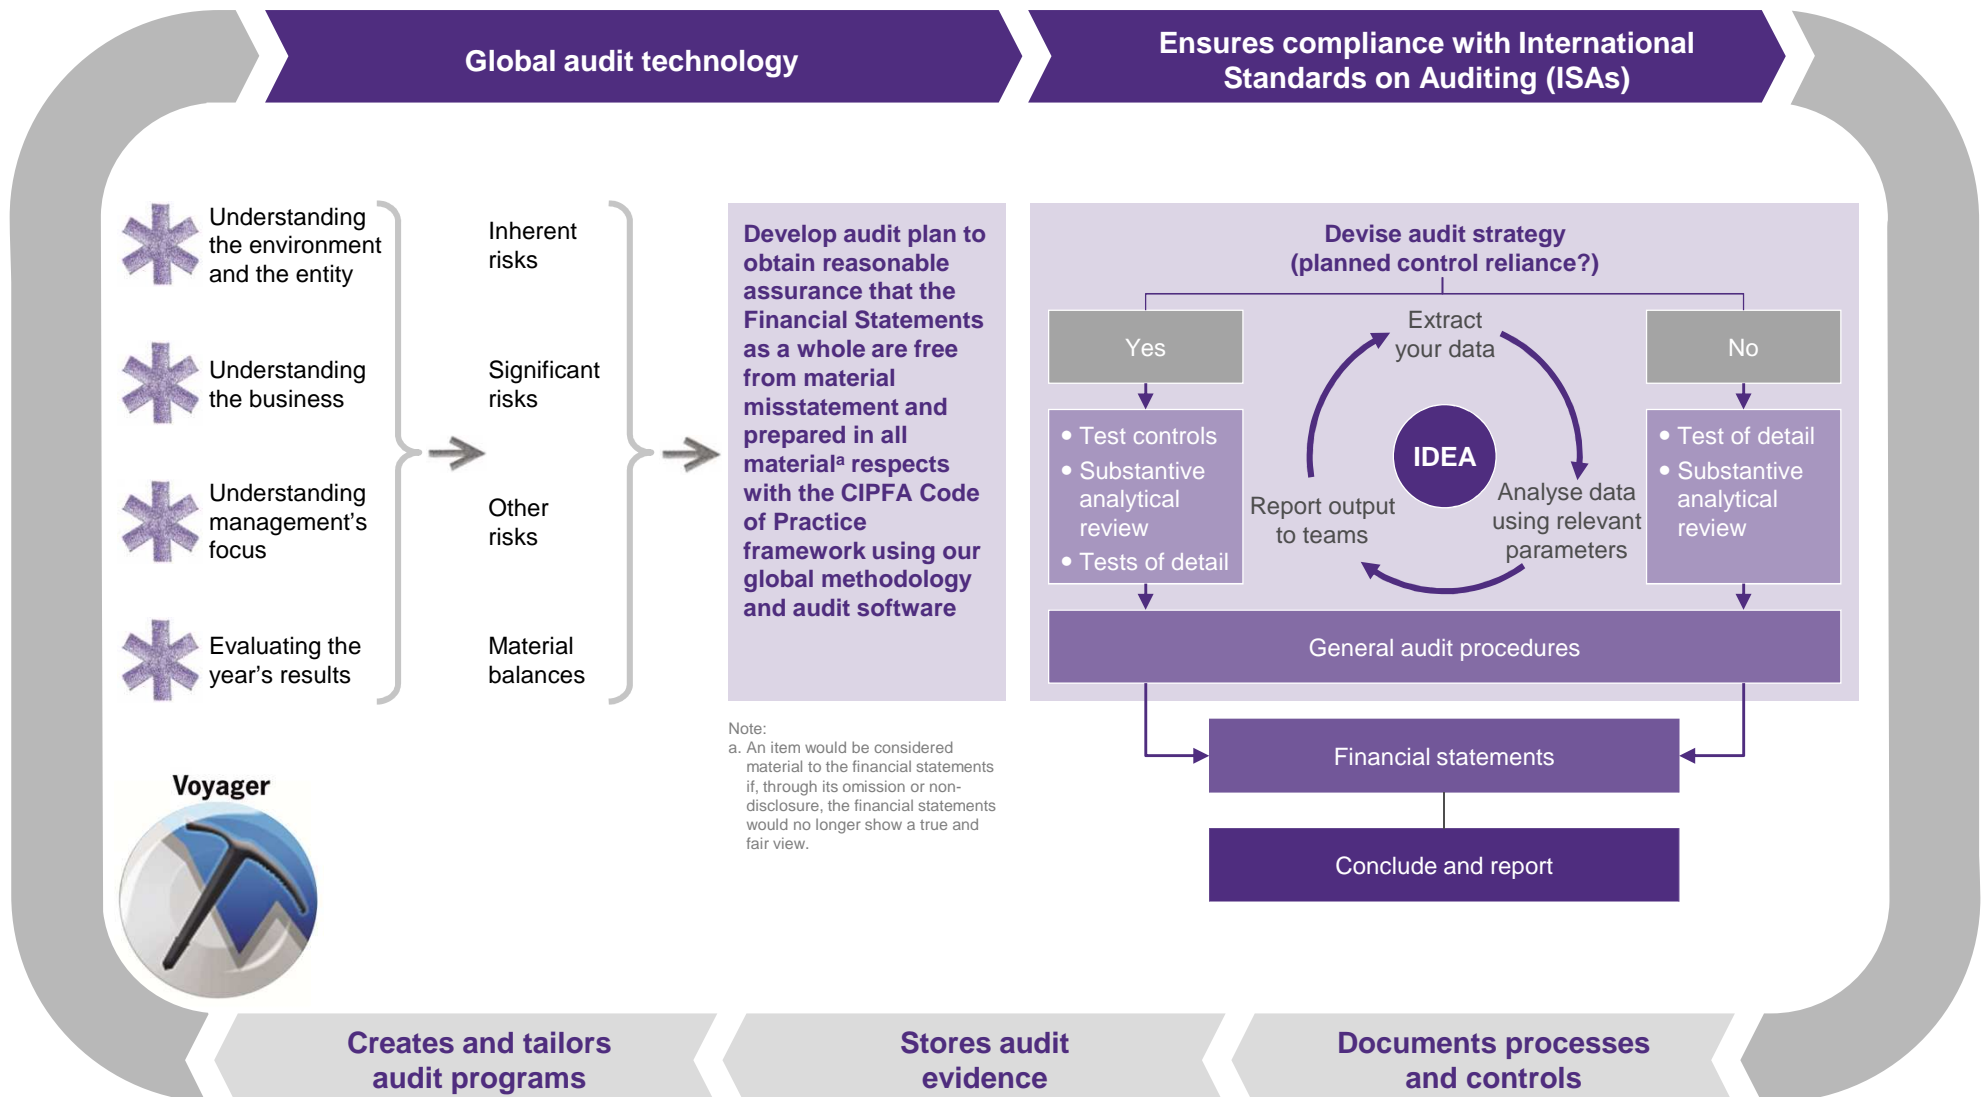 Global audit technology
Ensures compliance with International
Standards on Auditing (ISAs)
Understanding
the environment
and the entity
Understanding
the business
Understanding
management’s
focus
Evaluating the
year’s results
Inherent
risks
Significant
risks
Other
risks
Material
balances
Develop audit plan to
obtain reasonable
assurance that the
Financial Statements
as a whole are free
from material
misstatement and
prepared in all
materialᵃ respects
with the CIPFA Code
of Practice
framework using our
global methodology
and audit software
Note:
a. An item would be considered
material to the financial statements
if, through its omission or non-
disclosure, the financial statements
would no longer show a true and
fair view.
Devise audit strategy
(planned control reliance?)
Yes
• Test controls
• Substantive
analytical
review
• Tests of detail
Extract
your data
IDEA
Analyse data
using relevant
parameters
Report output
to teams
No
• Test of detail
• Substantive
analytical
review
General audit procedures
Financial statements
Conclude and report
Voyager
Creates and tailors
audit programs
Stores audit
evidence
Documents processes
and controls